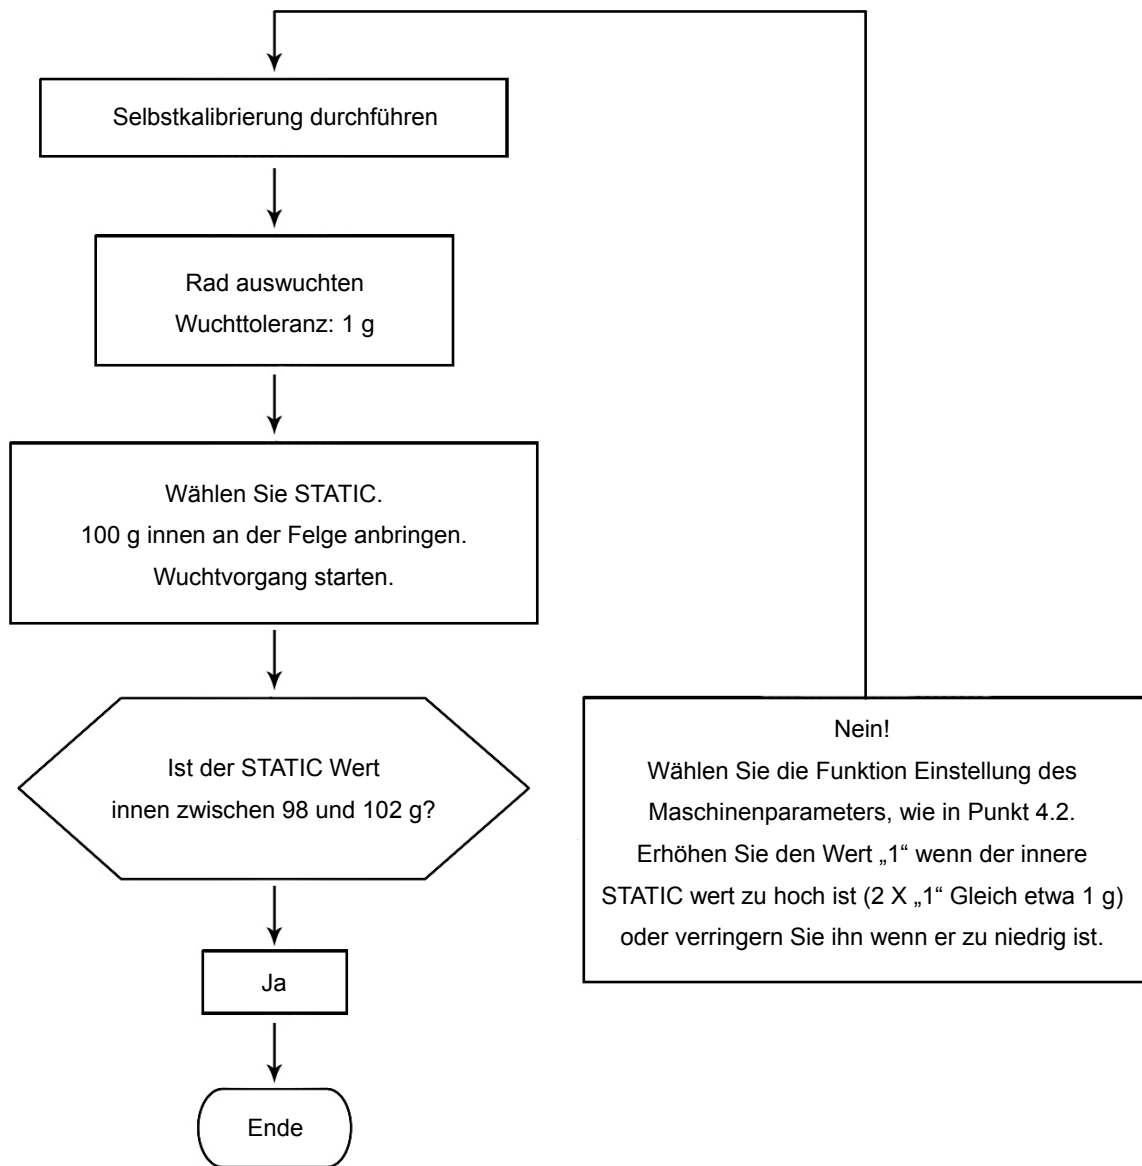 Selbstkalibrierung durchführen
Rad auswuchten
Wuchttoleranz: 1 g
Wählen Sie STATIC.
100 g innen an der Felge anbringen.
Wuchtvorgang starten.
Ist der STATIC Wert
innen zwischen 98 und 102 g?
Nein!
Wählen Sie die Funktion Einstellung des
Maschinenparameters, wie in Punkt 4.2.
Erhöhen Sie den Wert „1“ wenn der innere
STATIC wert zu hoch ist (2 X „1“ Gleich etwa 1 g)
oder verringern Sie ihn wenn er zu niedrig ist.
Ja
Ende